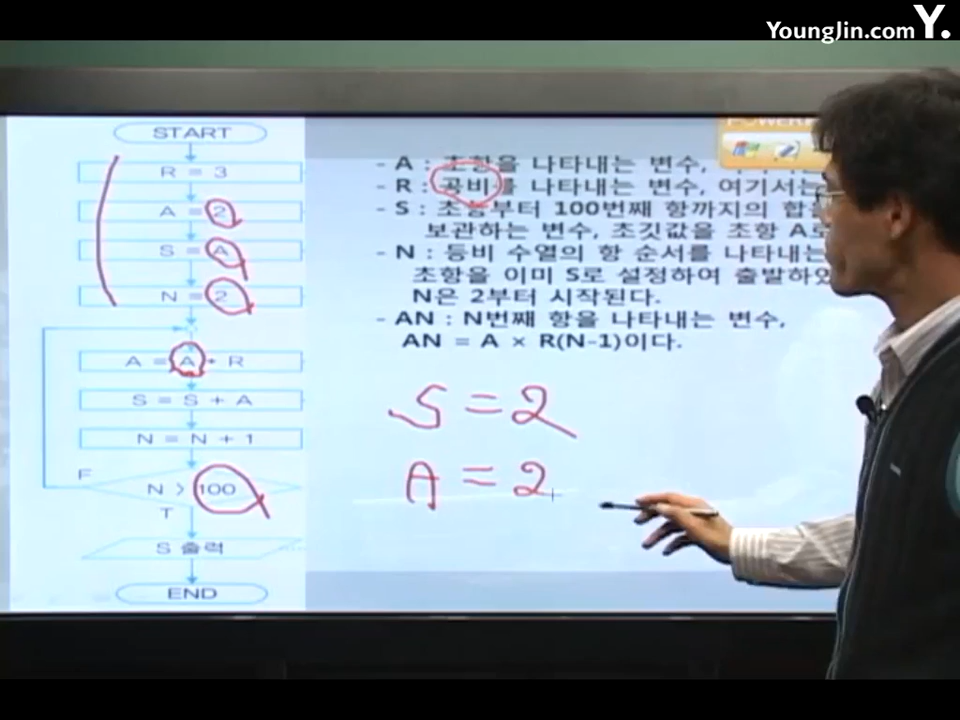 YoungJin.com Y.
START
R = 3
A = 2
S = A
N = 2
A = A * R
S = S + A
N = N + 1
F
N > 100
T
S 출력
END
- A : 초항을 나타내는 변수,
- R : 공비를 나타내는 변수, 여기서는
- S : 초항부터 100번째 항까지의 합을
보관하는 변수, 초깃값을 초항 A로
- N : 등비 수열의 항 순서를 나타내는
초항을 이미 S로 설정하여 출발하였
N은 2부터 시작된다.
- AN : N번째 항을 나타내는 변수,
AN = A × R(N-1)이다.
S = 2
A = 2